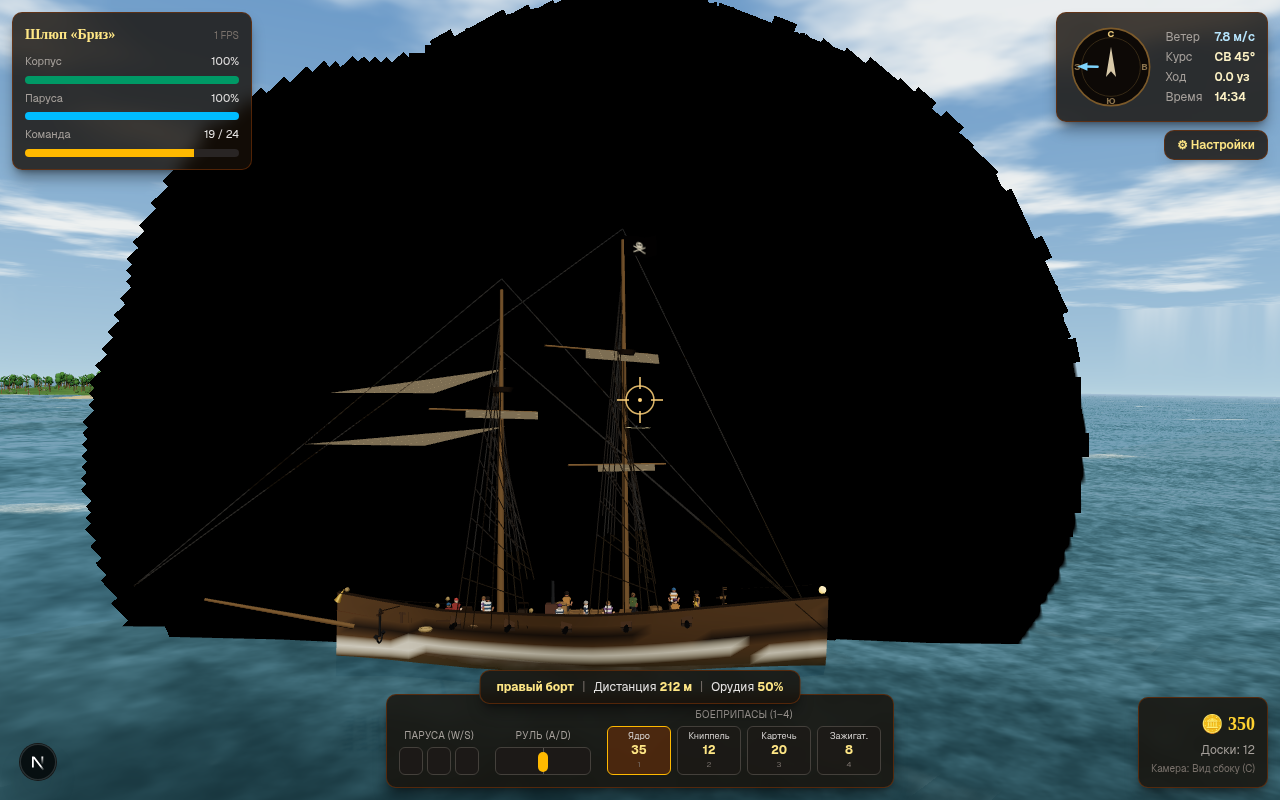 Шлюп «Бриз»
1 FPS
Корпус
100%
Паруса
100%
Команда
19 / 24
С
З
В
Ю
Ветер
7.8 м/с
Курс
СВ 45°
Ход
0.0 уз
Время
14:34
⚙ Настройки
правый борт | Дистанция 212 м | Орудия 50%
ПАРУСА (W/S)
РУЛЬ (A/D)
БОЕПРИПАСЫ (1–4)
Ядро
35
1
Книппель
12
2
Картечь
20
3
Зажигат.
8
4
350
Доски: 12
Камера: Вид сбоку (C)
N